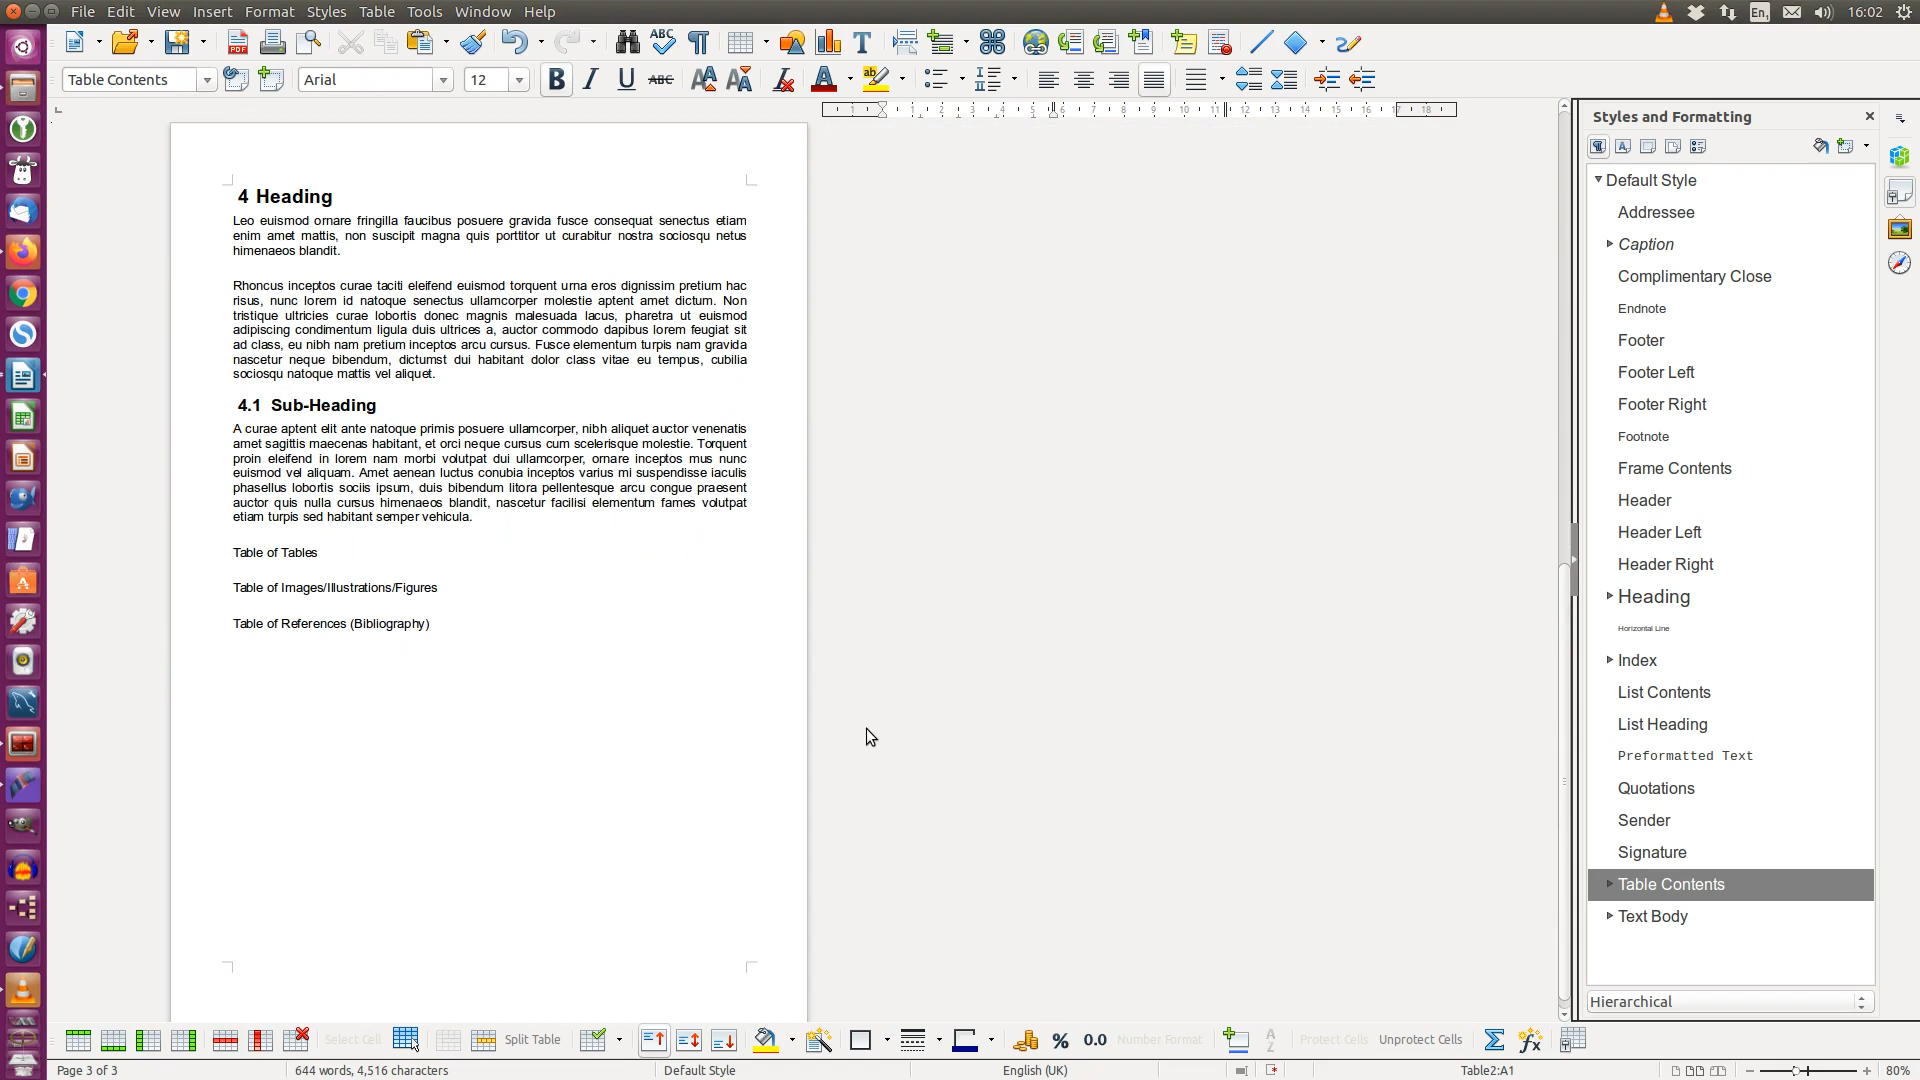 File Edit View Insert Format Styles Table Tools Window Help
En1 16:02
Table Contents Arial 12
Styles and Formatting
4 Heading
Leo euismod ornare fringilla faucibus posuere gravida fusce consequat senectus etiam
enim amet mattis, non suscipit magna quis porttitor ut curabitur nostra sociosqu netus
himenaeos blandit.
Rhoncus inceptos curae taciti eleifend euismod torquent urna eros dignissim pretium hac
risus, nunc lorem id natoque senectus ullamcorper molestie aptent amet dictum. Non
tristique ultricies curae lobortis donec magnis malesuada lacus, pharetra ut euismod
adipiscing condimentum ligula duis ultrices a, auctor commodo dapibus lorem feugiat sit
ad class, eu nibh nam pretium inceptos arcu cursus. Fusce elementum turpis nam gravida
nascetur neque bibendum, dictumst dui habitant dolor class vitae eu tempus, cubilia
sociosqu natoque mattis vel aliquet.
4.1 Sub-Heading
A curae aptent elit ante natoque primis posuere ullamcorper, nibh aliquet auctor venenatis
amet sagittis maecenas habitant, et orci neque cursus cum scelerisque molestie. Torquent
proin eleifend in lorem nam morbi volutpat dui ullamcorper, ornare inceptos mus nunc
euismod vel aliquam. Amet aenean luctus conubia inceptos varius mi suspendisse iaculis
phasellus lobortis sociis ipsum, duis bibendum litora pellentesque arcu congue praesent
auctor quis nulla cursus himenaeos blandit, nascetur facilisi elementum fames volutpat
etiam turpis sed habitant semper vehicula.
Table of Tables
Table of Images/Illustrations/Figures
Table of References (Bibliography)
Default Style
Addressee
Caption
Complimentary Close
Endnote
Footer
Footer Left
Footer Right
Footnote
Frame Contents
Header
Header Left
Header Right
Heading
Horizontal Line
Index
List Contents
List Heading
Preformatted Text
Quotations
Sender
Signature
Table Contents
Text Body
Hierarchical
Select Cell Split Table % 0.0 Number Format Protect Cells Unprotect Cells
Page 3 of 3 644 words, 4,516 characters Default Style English (UK) Table2:A1 80%